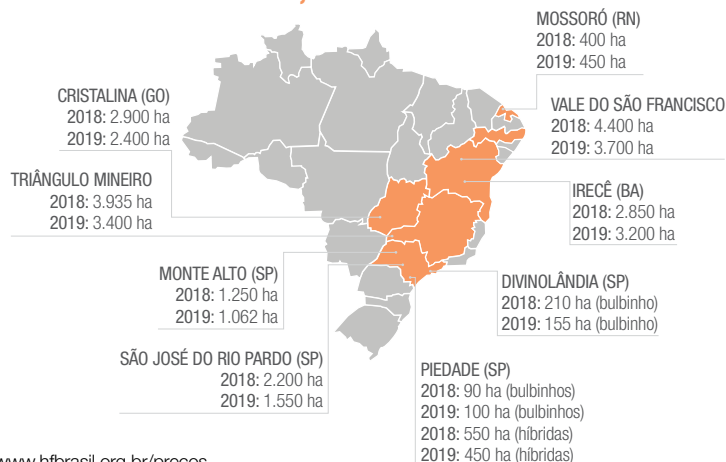 MOSSORÓ (RN)
2018: 400 ha
2019: 450 ha
CRISTALINA (GO)
2018: 2.900 ha
2019: 2.400 ha
VALE DO SÃO FRANCISCO
2018: 4.400 ha
2019: 3.700 ha
TRIÂNGULO MINEIRO
2018: 3.935 ha
2019: 3.400 ha
IRECÊ (BA)
2018: 2.850 ha
2019: 3.200 ha
MONTE ALTO (SP)
2018: 1.250 ha
2019: 1.062 ha
DIVINOLÂNDIA (SP)
2018: 210 ha (bulbinho)
2019: 155 ha (bulbinho)
SÃO JOSÉ DO RIO PARDO (SP)
2018: 2.200 ha
2019: 1.550 ha
PIEDADE (SP)
2018: 90 ha (bulbinhos)
2019: 100 ha (bulbinhos)
2018: 550 ha (híbridas)
2019: 450 ha (híbridas)